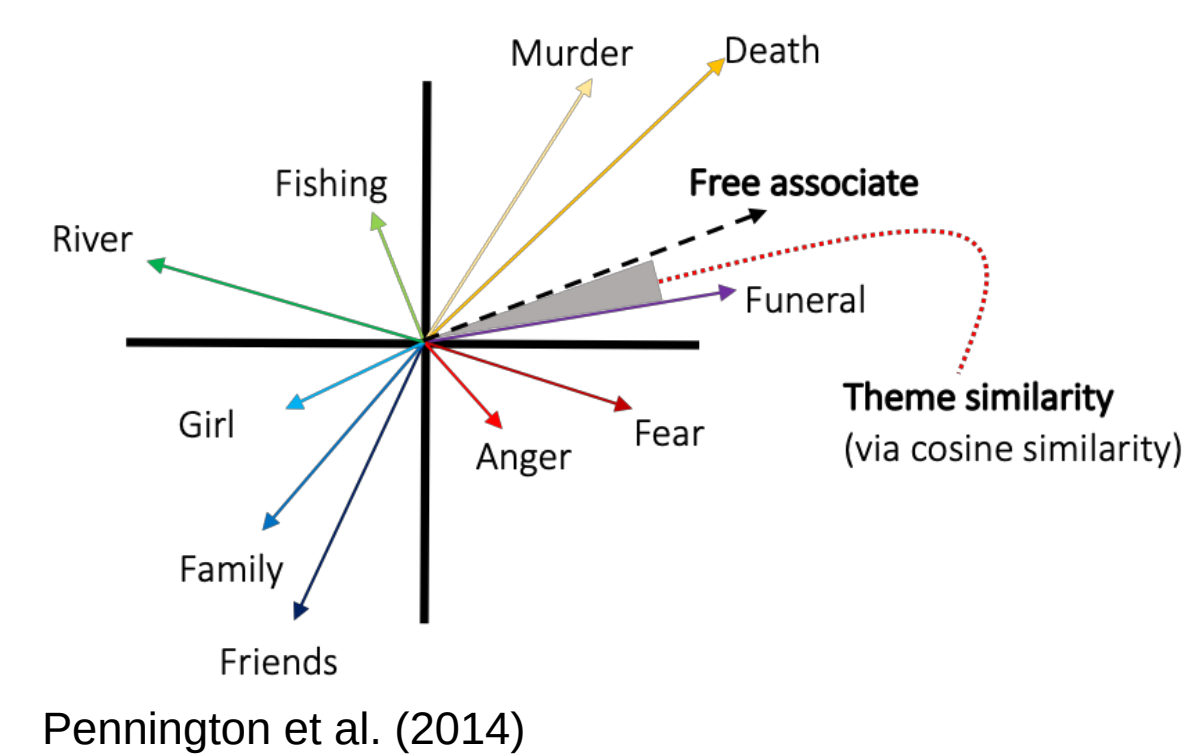 Murder
Death
Fishing
Free associate
River
Funeral
Theme similarity
(via cosine similarity)
Girl
Anger
Fear
Family
Friends
Pennington et al. (2014)